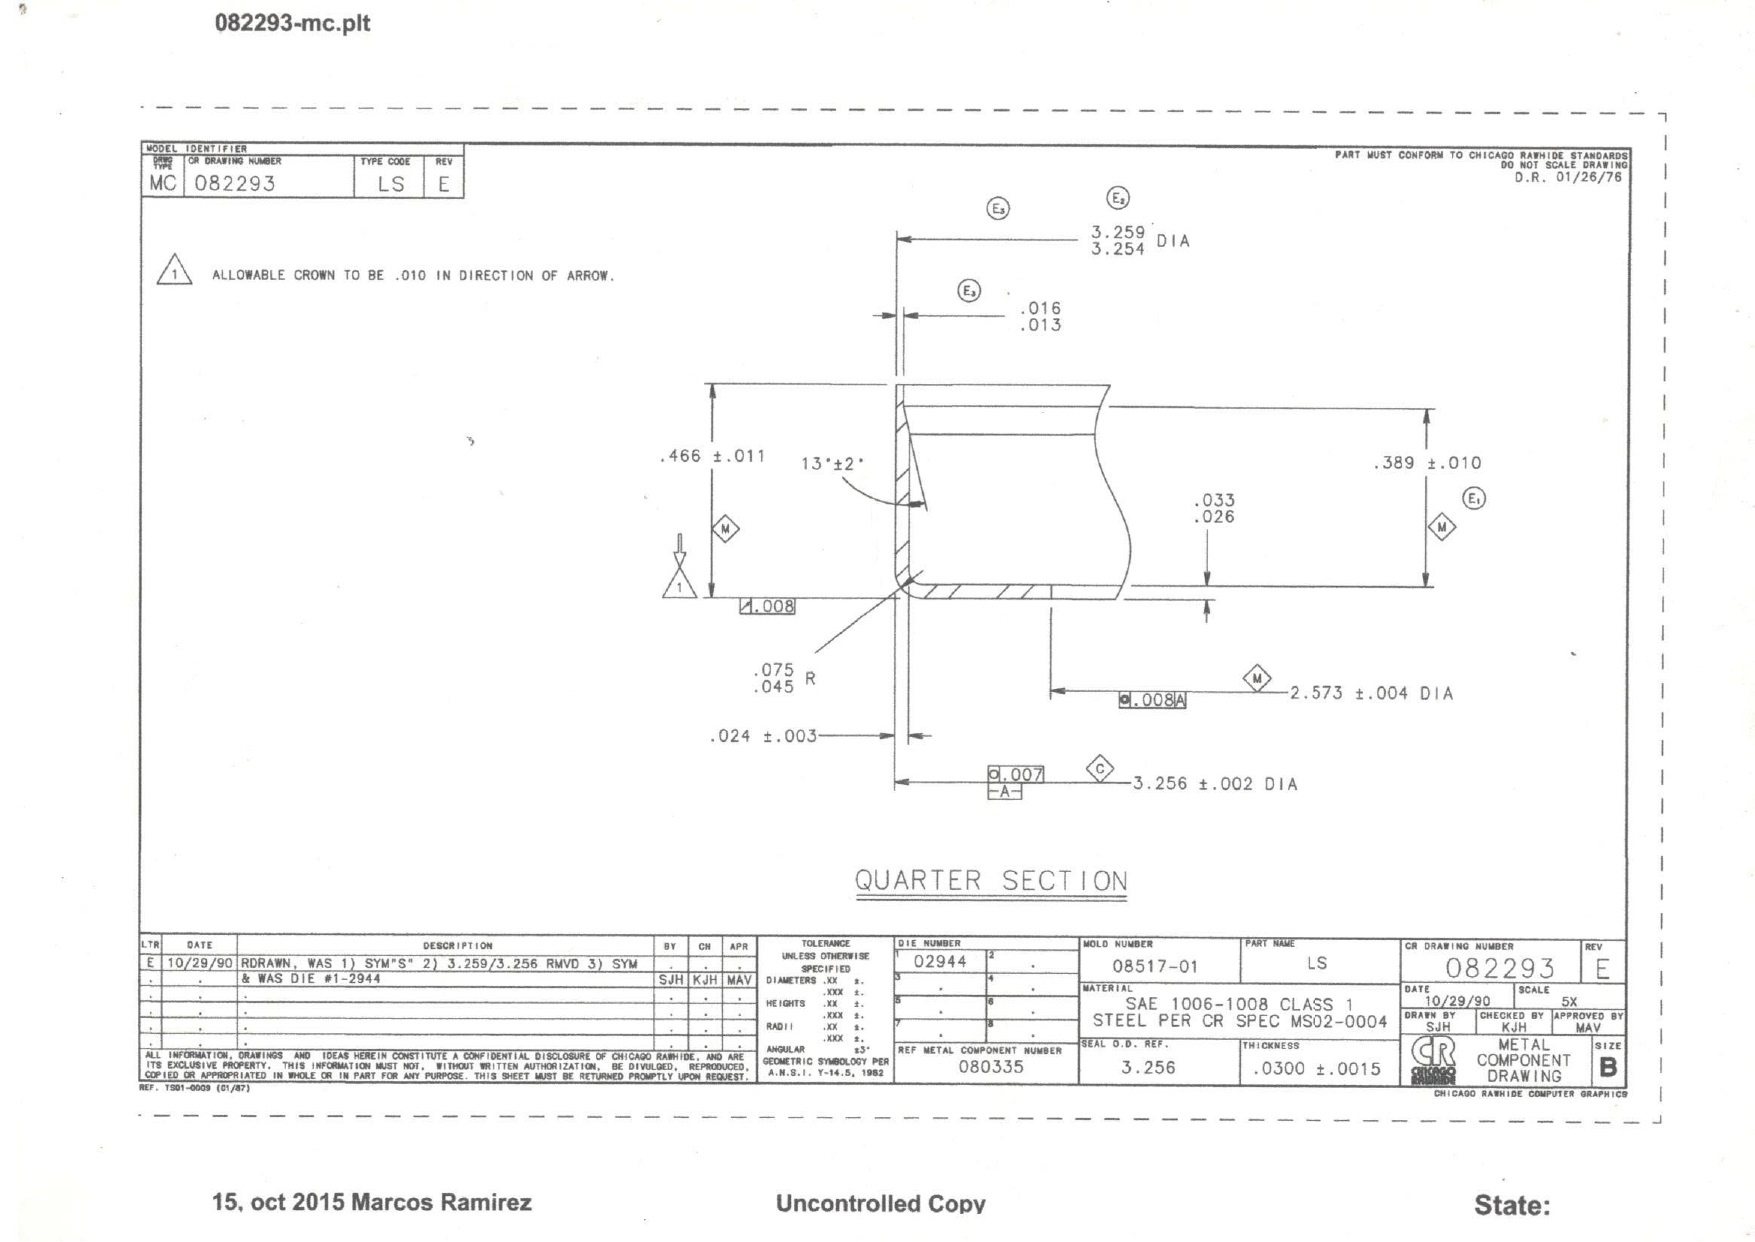 082293-mc.plt
MODEL IDENTIFIER
DRWG TYPE CR DRAWING NUMBER TYPE CODE REV
MC 082293 LS E
PART MUST CONFORM TO CHICAGO RAWHIDE STANDARDS
DO NOT SCALE DRAWING
D.R. 01/26/76
1 ALLOWABLE CROWN TO BE .010 IN DIRECTION OF ARROW.
E3 E2
3.259
3.254 DIA
E3
.016
.013
.466 ±.011
13°±2°
.389 ±.010
E1
M
M
.033
.026
1
.008
.075
.045 R
M
.008 A
2.573 ±.004 DIA
.024 ±.003
.007
-A-
C
3.256 ±.002 DIA
QUARTER SECTION
LTR DATE DESCRIPTION BY CH APR
E 10/29/90 RDRAWN, WAS 1) SYM"S" 2) 3.259/3.256 RMVD 3) SYM
& WAS DIE #1-2944 SJH KJH MAV
ALL INFORMATION, DRAWINGS AND IDEAS HEREIN CONSTITUTE A CONFIDENTIAL DISCLOSURE OF CHICAGO RAWHIDE, AND ARE
ITS EXCLUSIVE PROPERTY. THIS INFORMATION MUST NOT, WITHOUT WRITTEN AUTHORIZATION, BE DIVULGED, REPRODUCED,
COPIED OR APPROPRIATED IN WHOLE OR IN PART FOR ANY PURPOSE. THIS SHEET MUST BE RETURNED PROMPTLY UPON REQUEST.
REF. TS01-0009 (01/87)
TOLERANCE
UNLESS OTHERWISE
SPECIFIED
DIAMETERS .XX ±.
.XXX ±.
HEIGHTS .XX ±.
.XXX ±.
RADII .XX ±.
.XXX ±.
ANGULAR ±3°
GEOMETRIC SYMBOLOGY PER
A.N.S.I. Y-14.5, 1982
DIE NUMBER
1 02944 2
3 4
5 6
7 8
REF METAL COMPONENT NUMBER
080335
MOLD NUMBER
08517-01
PART NAME
LS
MATERIAL
SAE 1006-1008 CLASS 1
STEEL PER CR SPEC MS02-0004
SEAL O.D. REF.
3.256
THICKNESS
.0300 ±.0015
CR DRAWING NUMBER REV
082293 E
DATE SCALE
10/29/90 5X
DRAWN BY CHECKED BY APPROVED BY
SJH KJH MAV
CR
CHICAGO
RAWHIDE
METAL
COMPONENT
DRAWING
SIZE
B
CHICAGO RAWHIDE COMPUTER GRAPHICS
15, oct 2015 Marcos Ramirez
Uncontrolled Copy
State: